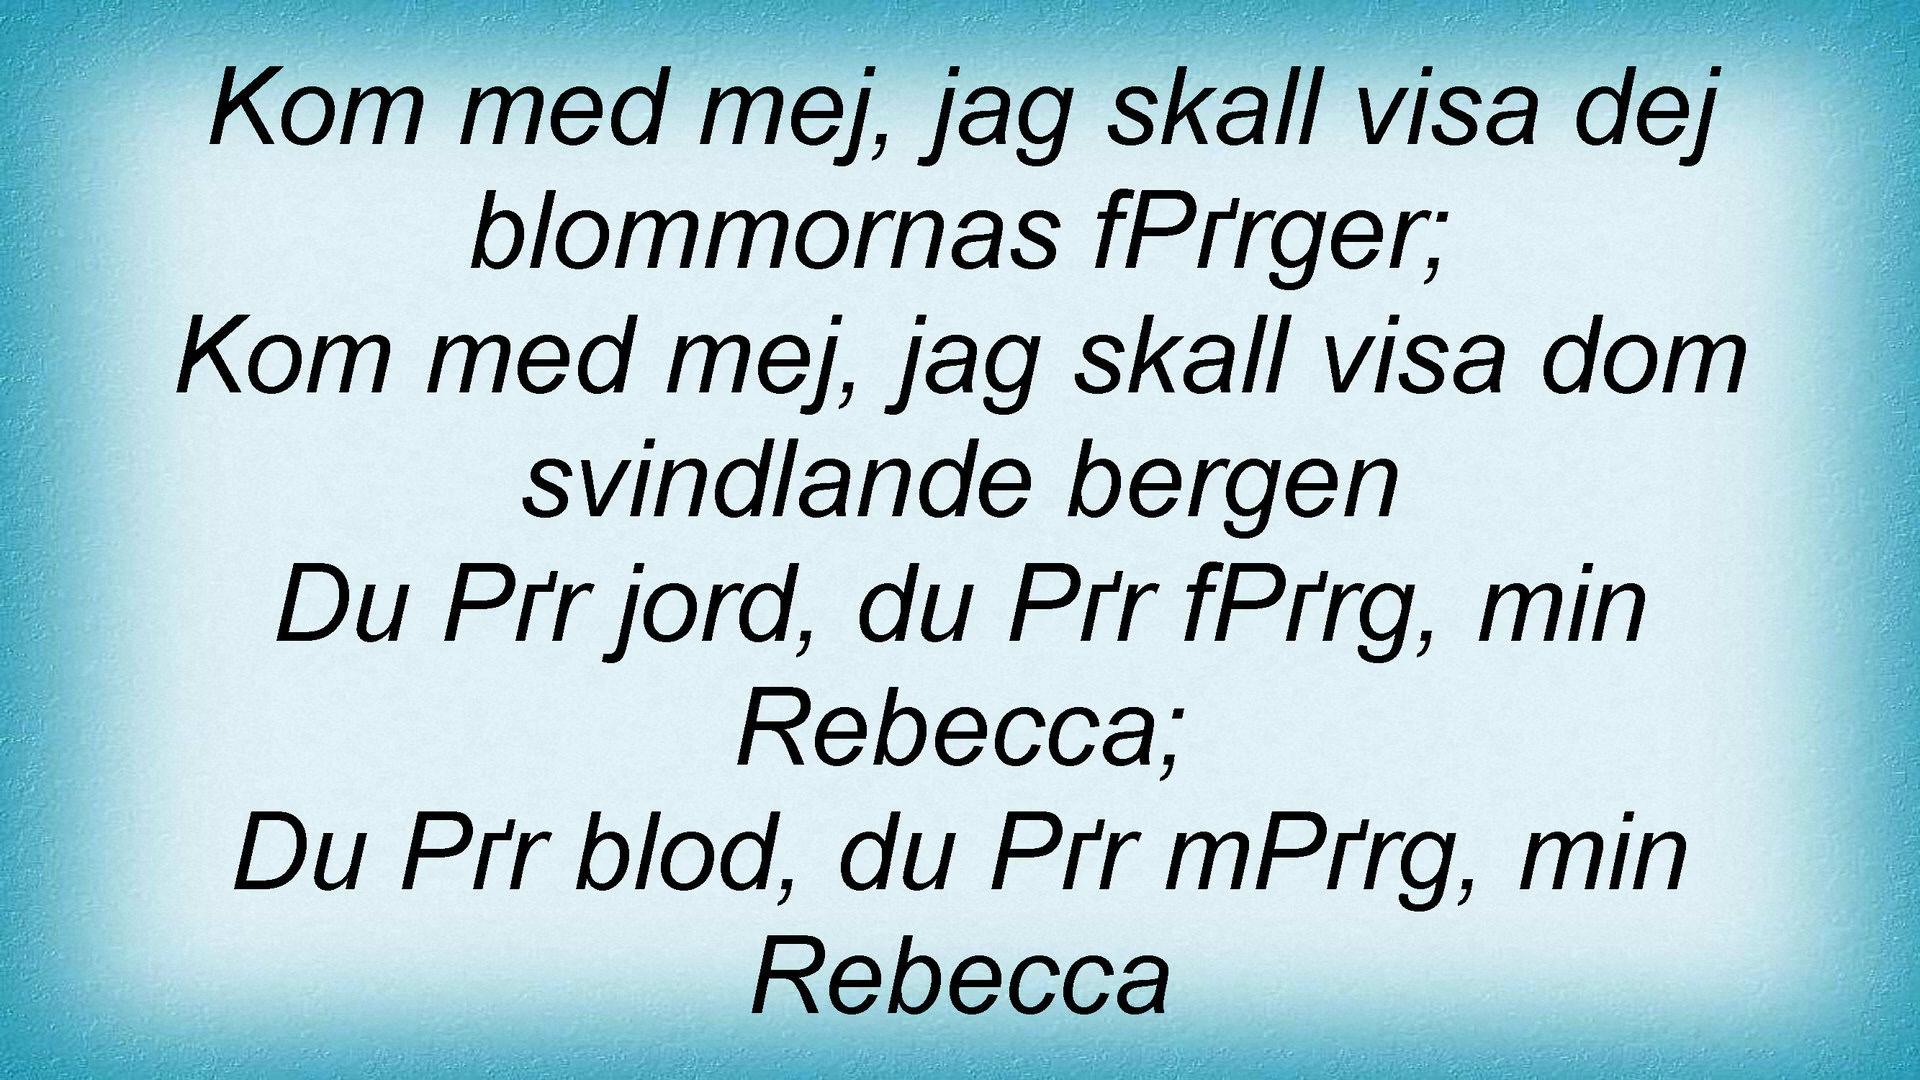 Kom med mej, jag skall visa dej
blommornas fPґrger;
Kom med mej, jag skall visa dom
svindlande bergen
Du Pґr jord, du Pґr fPґrg, min
Rebecca;
Du Pґr blod, du Pґr mPґrg, min
Rebecca